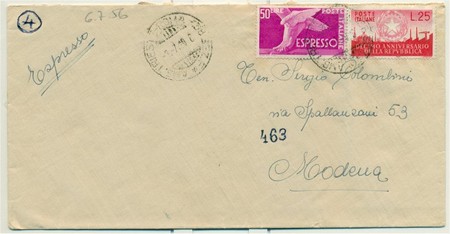 4
6.7.56
Espresso
50 LIRE POSTE ITALIANE
ESPRESSO
POSTE ITALIANE L.25
DECIMO ANNIVERSARIO DELLA REPUBBLICA
Ten. Sergio Colombini
via Spallanzani 53
463
Modena